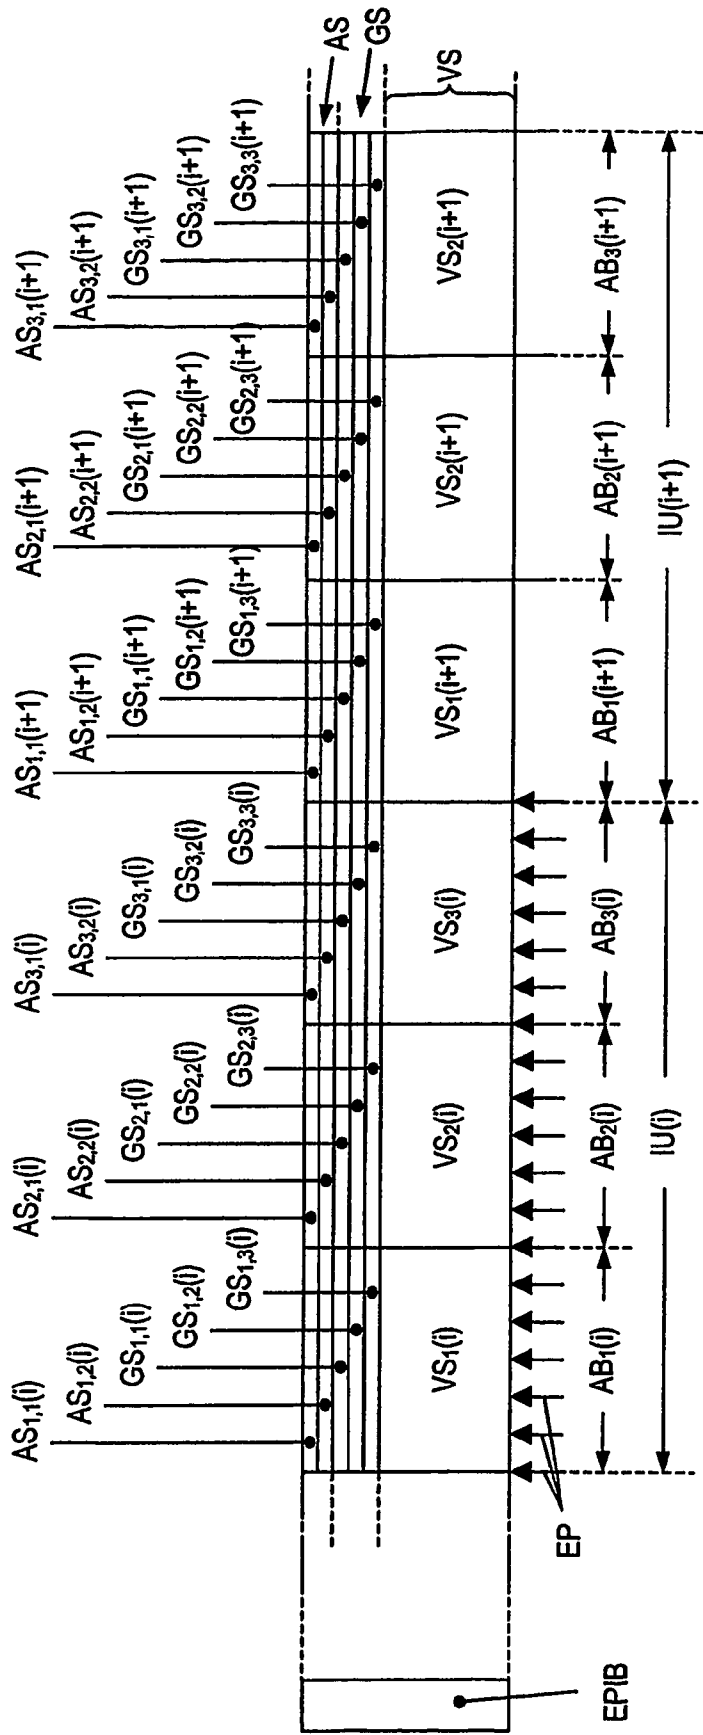 AS1,1(i)
AS1,2(i)
GS1,1(i)
GS1,2(i)
GS1,3(i)
AS2,1(i)
AS2,2(i)
GS2,1(i)
GS2,2(i)
GS2,3(i)
AS3,1(i)
AS3,2(i)
GS3,1(i)
GS3,2(i)
GS3,3(i)
AS1,1(i+1)
AS1,2(i+1)
GS1,1(i+1)
GS1,2(i+1)
GS1,3(i+1)
AS2,1(i+1)
AS2,2(i+1)
GS2,1(i+1)
GS2,2(i+1)
GS2,3(i+1)
AS3,1(i+1)
AS3,2(i+1)
GS3,1(i+1)
GS3,2(i+1)
GS3,3(i+1)
AS
GS
VS
VS1(i)
VS2(i)
VS3(i)
VS1(i+1)
VS2(i+1)
VS2(i+1)
EPIB
EP
AB1(i)
AB2(i)
AB3(i)
AB1(i+1)
AB2(i+1)
AB3(i+1)
IU(i)
IU(i+1)